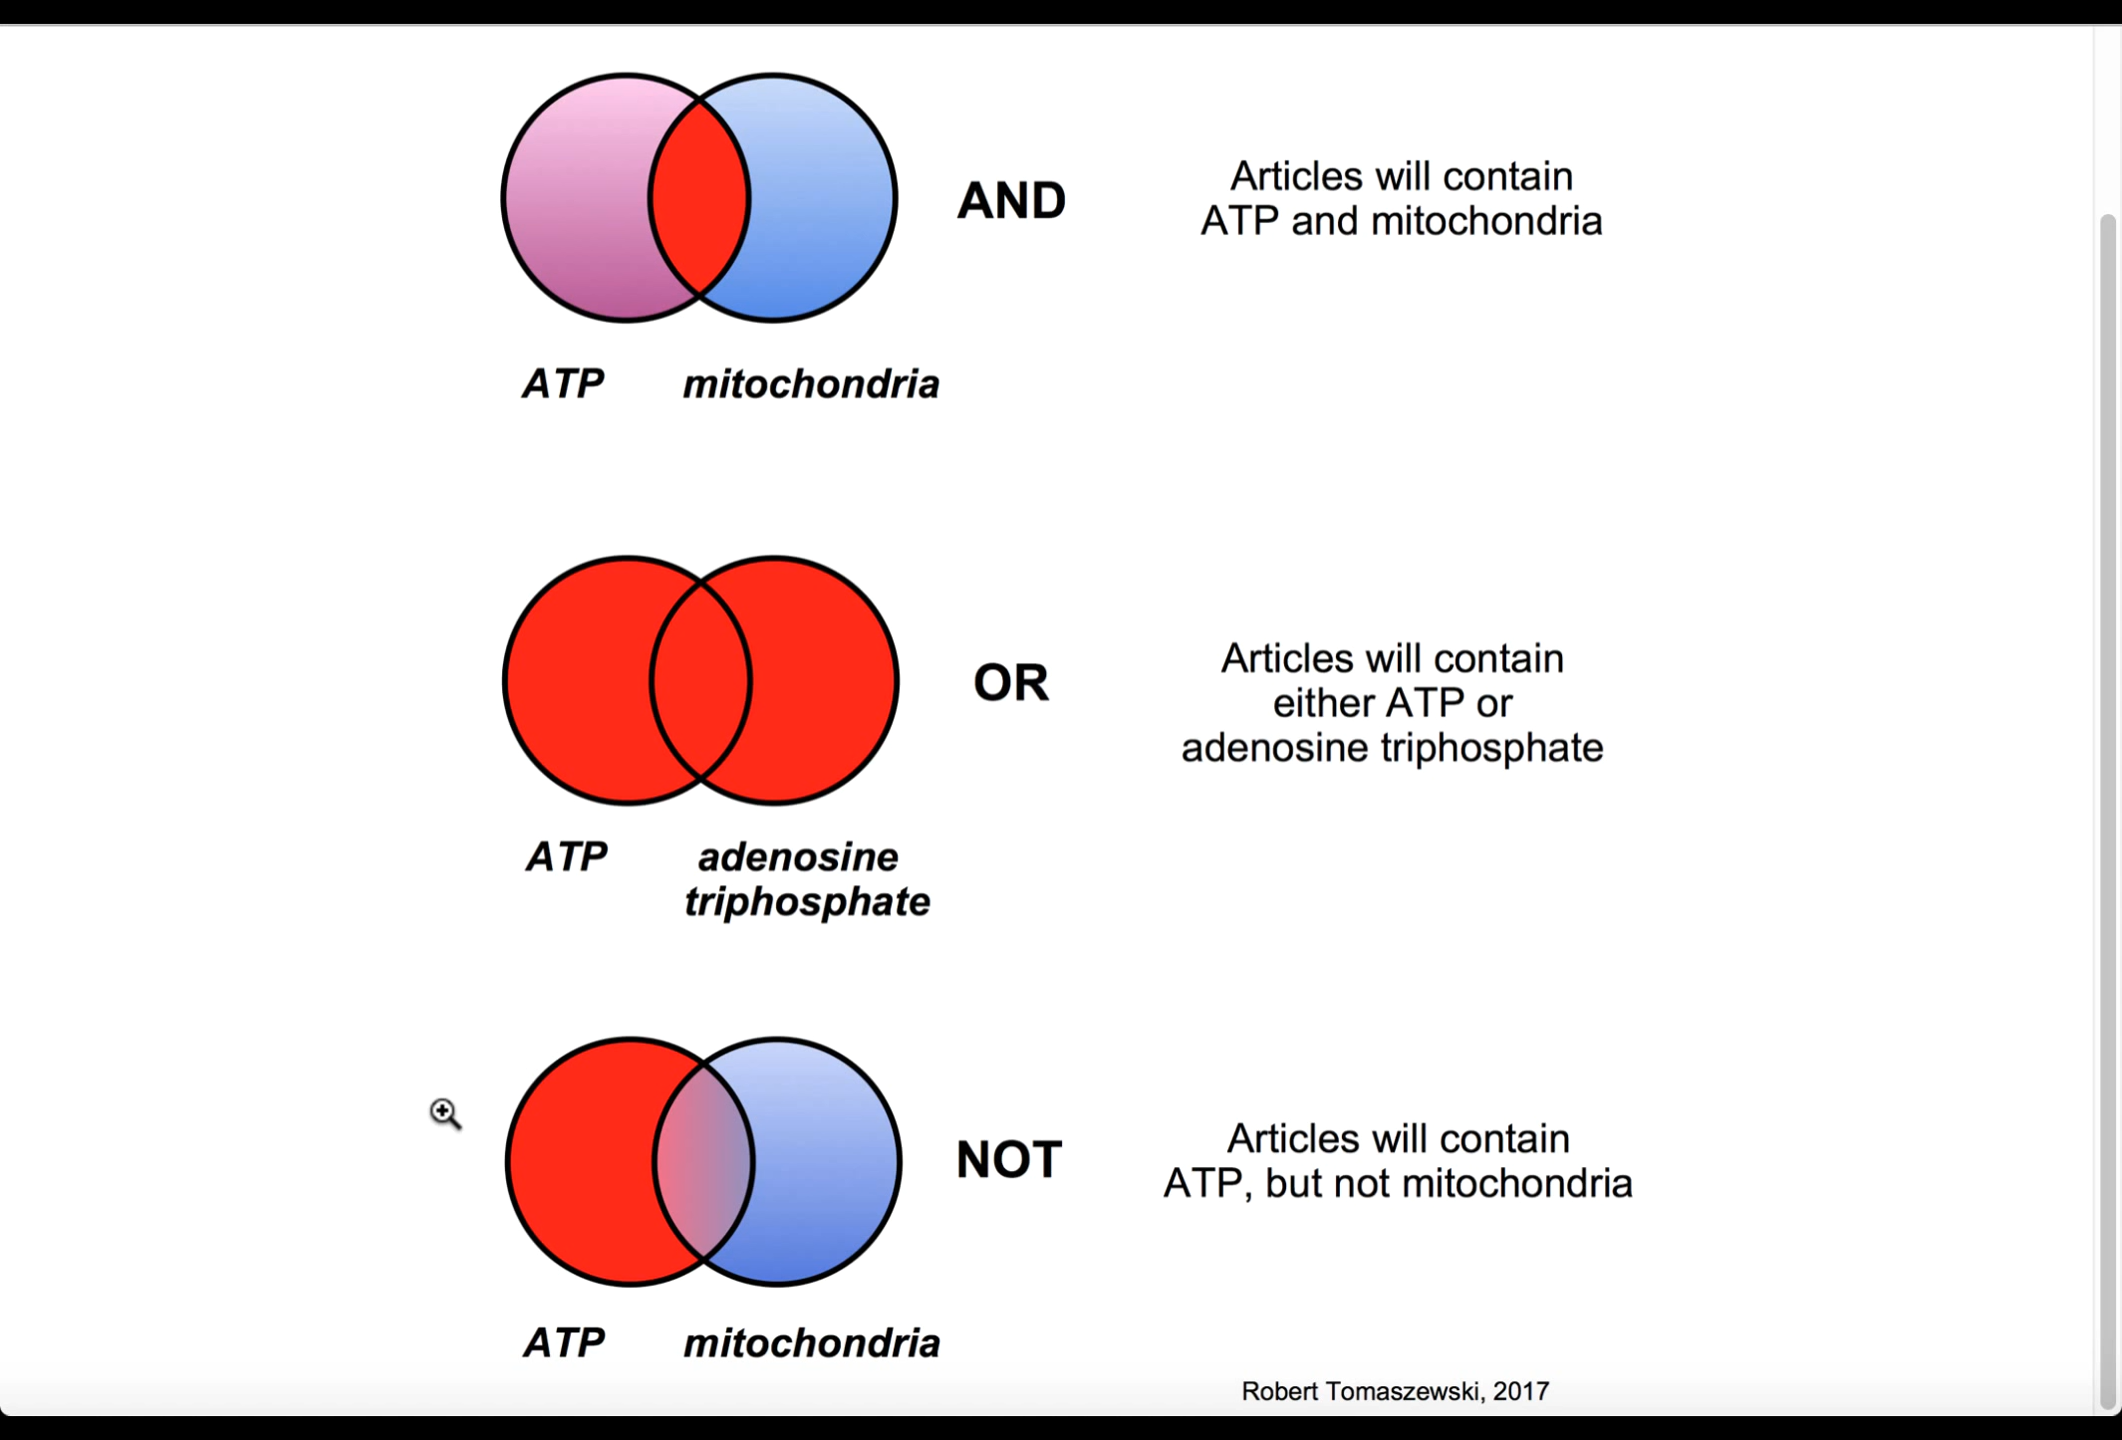 AND
Articles will contain
ATP and mitochondria
ATP mitochondria
OR
Articles will contain
either ATP or
adenosine triphosphate
ATP adenosine
triphosphate
NOT
Articles will contain
ATP, but not mitochondria
ATP mitochondria
Robert Tomaszewski, 2017